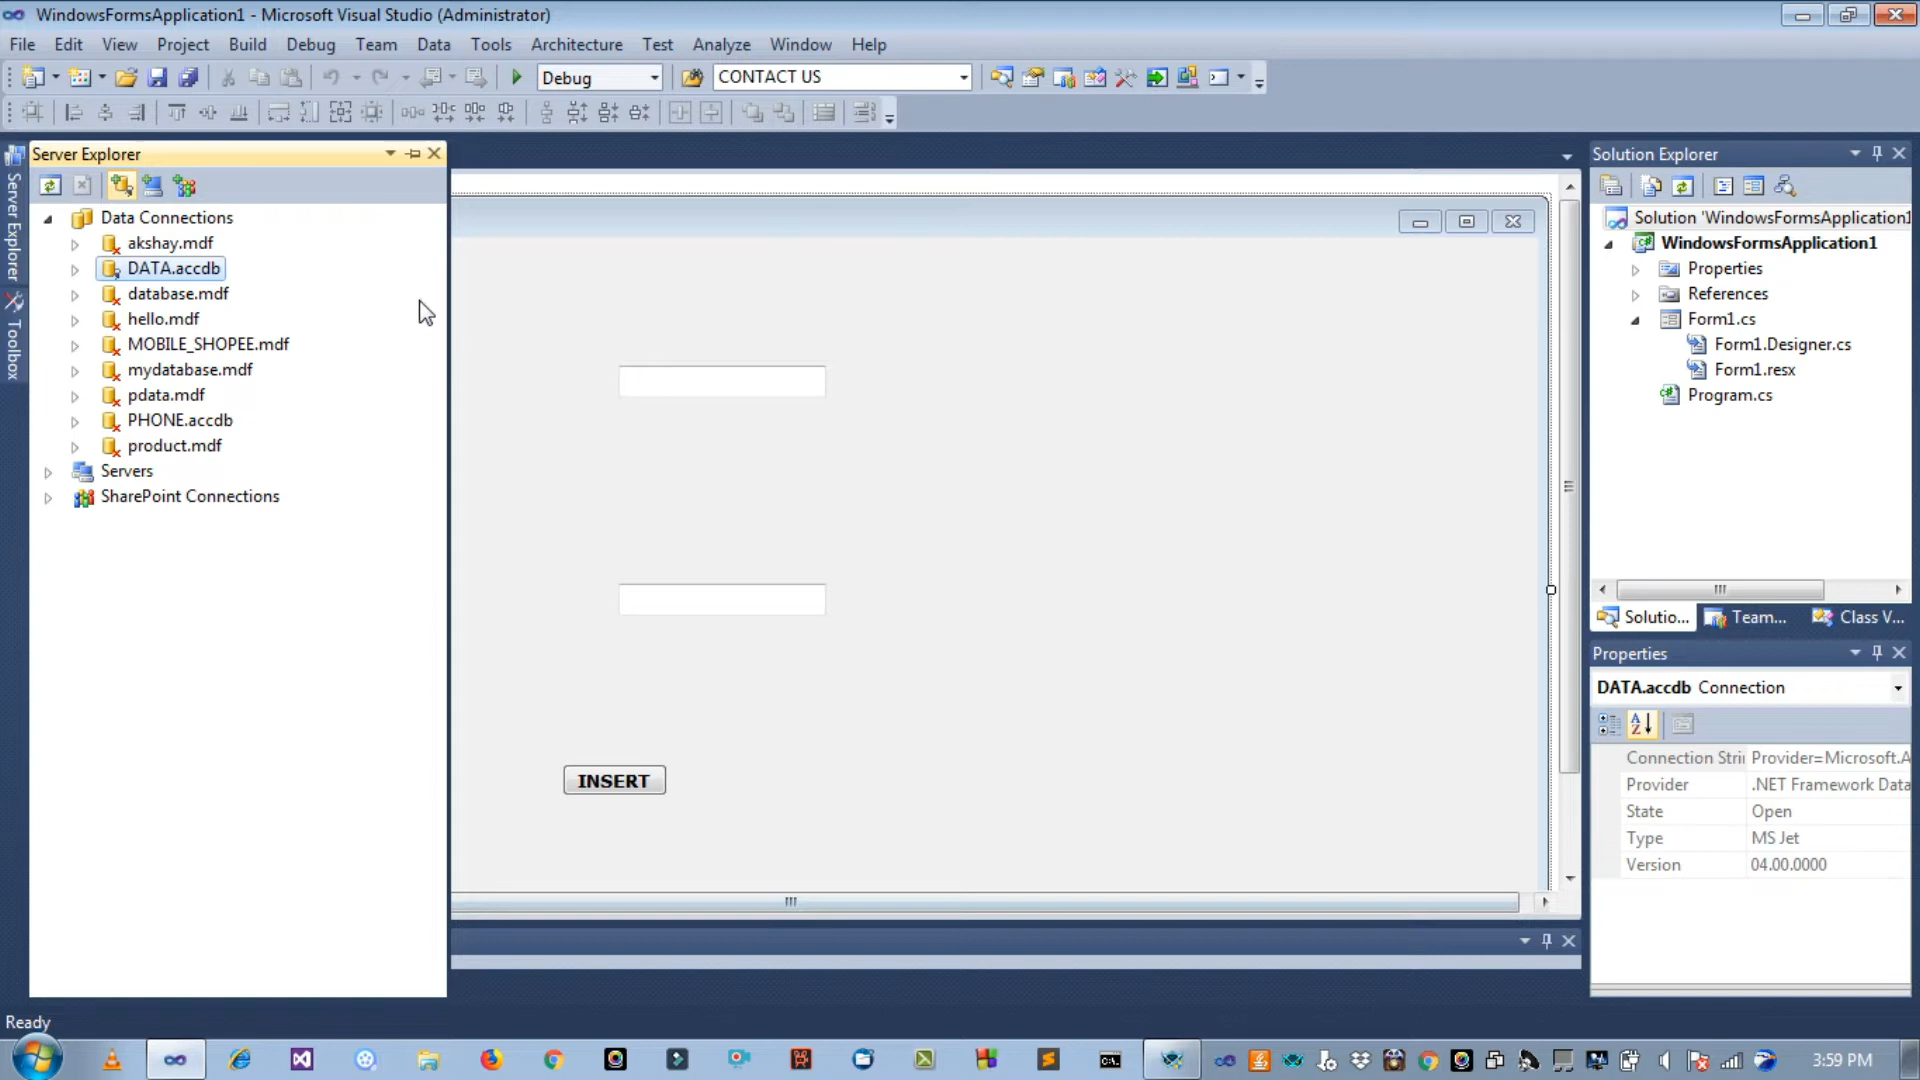 WindowsFormsApplication1 - Microsoft Visual Studio (Administrator)
File Edit View Project Build Debug Team Data Tools Architecture Test Analyze Window Help
Debug CONTACT US
Server Explorer
Toolbox
Server Explorer
Data Connections
akshay.mdf
DATA.accdb
database.mdf
hello.mdf
MOBILE_SHOPEE.mdf
mydatabase.mdf
pdata.mdf
PHONE.accdb
product.mdf
Servers
SharePoint Connections
INSERT
Solution Explorer
Solution 'WindowsFormsApplication1
WindowsFormsApplication1
Properties
References
Form1.cs
Form1.Designer.cs
Form1.resx
Program.cs
Solutio... Team... Class V...
Properties
DATA.accdb Connection
Connection Stri Provider=Microsoft.A
Provider .NET Framework Data
State Open
Type MS Jet
Version 04.00.0000
Ready
3:59 PM